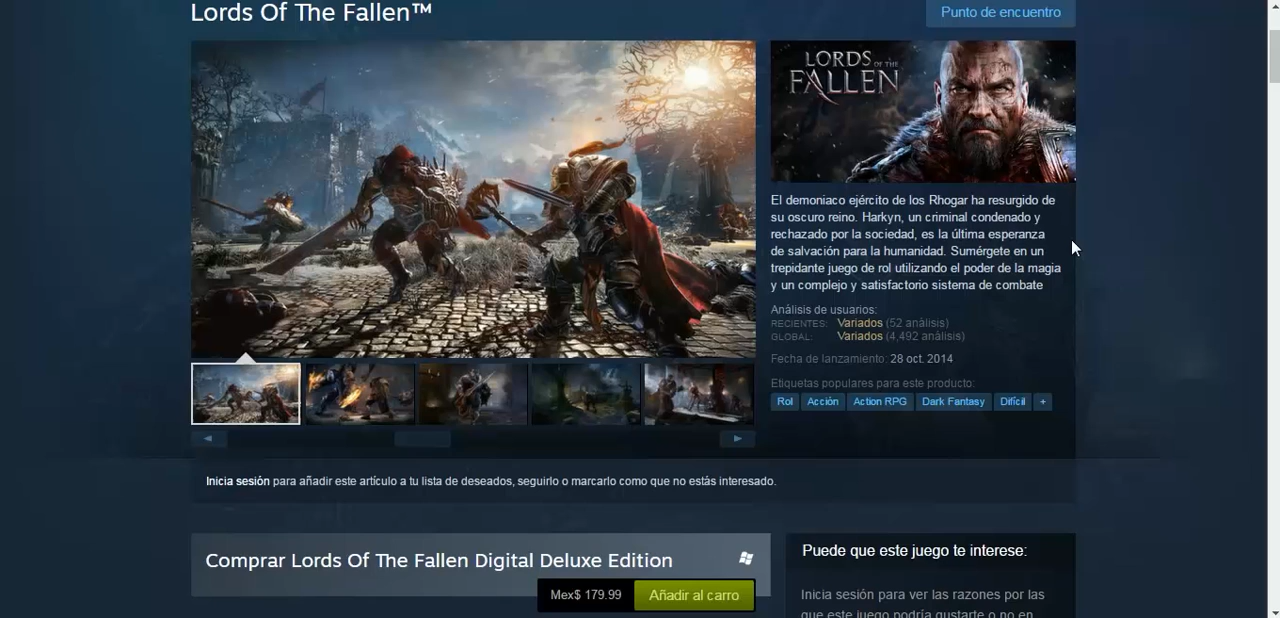 Lords Of The Fallen™
Punto de encuentro
LORDS OF THE
FALLEN
El demoniaco ejército de los Rhogar ha resurgido de
su oscuro reino. Harkyn, un criminal condenado y
rechazado por la sociedad, es la última esperanza
de salvación para la humanidad. Sumérgete en un
trepidante juego de rol utilizando el poder de la magia
y un complejo y satisfactorio sistema de combate
Análisis de usuarios:
RECIENTES: Variados (52 análisis)
GLOBAL: Variados (4,492 análisis)
Fecha de lanzamiento: 28 oct. 2014
Etiquetas populares para este producto:
Rol Acción Action RPG Dark Fantasy Difícil +
Inicia sesión para añadir este artículo a tu lista de deseados, seguirlo o marcarlo como que no estás interesado.
Comprar Lords Of The Fallen Digital Deluxe Edition
Mex$ 179.99 Añadir al carro
Puede que este juego te interese:
Inicia sesión para ver las razones por las
que este juego podría gustarte o no en